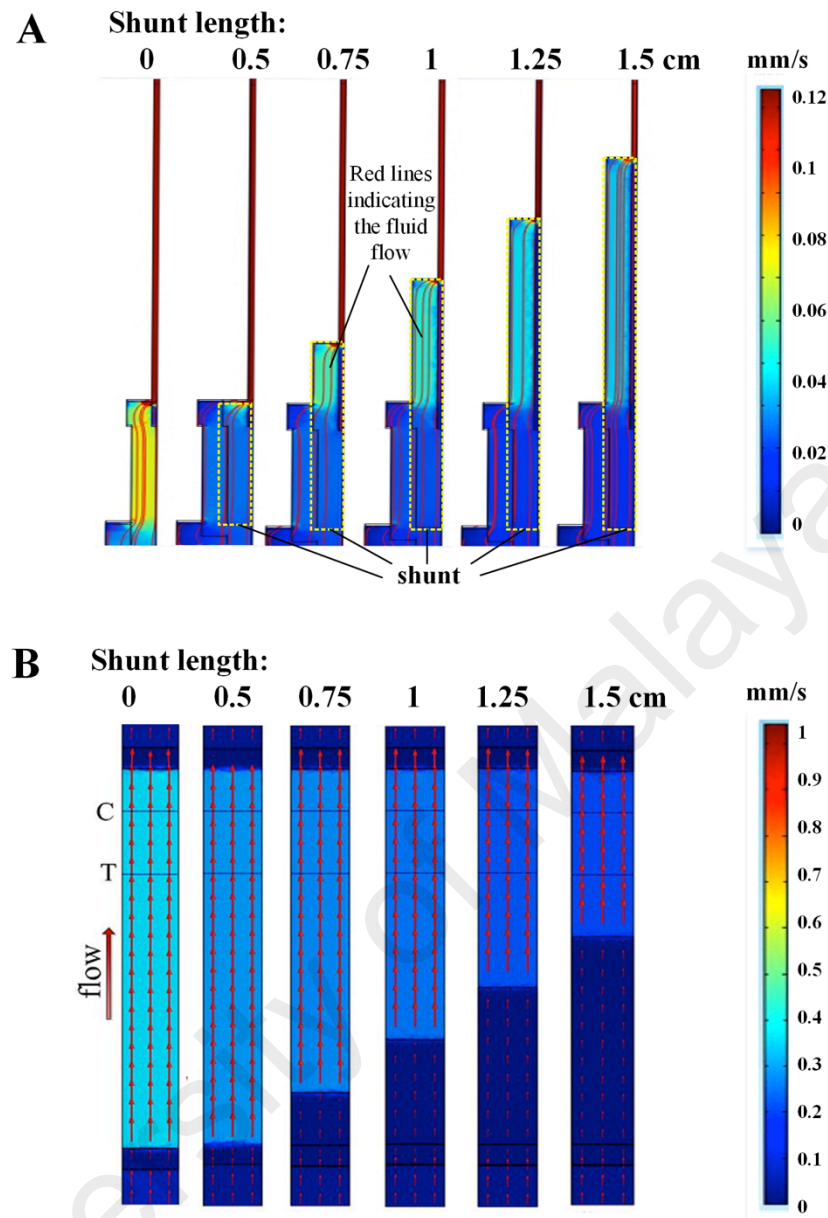 A
Shunt length:
0 0.5 0.75 1 1.25 1.5 cm
mm/s
0.12
0.1
0.08
0.06
0.04
0.02
0
Red lines
indicating
the fluid
flow
shunt
B
Shunt length:
0 0.5 0.75 1 1.25 1.5 cm
mm/s
1
0.9
0.8
0.7
0.6
0.5
0.4
0.3
0.2
0.1
0
C
T
flow
ersity of Malaya